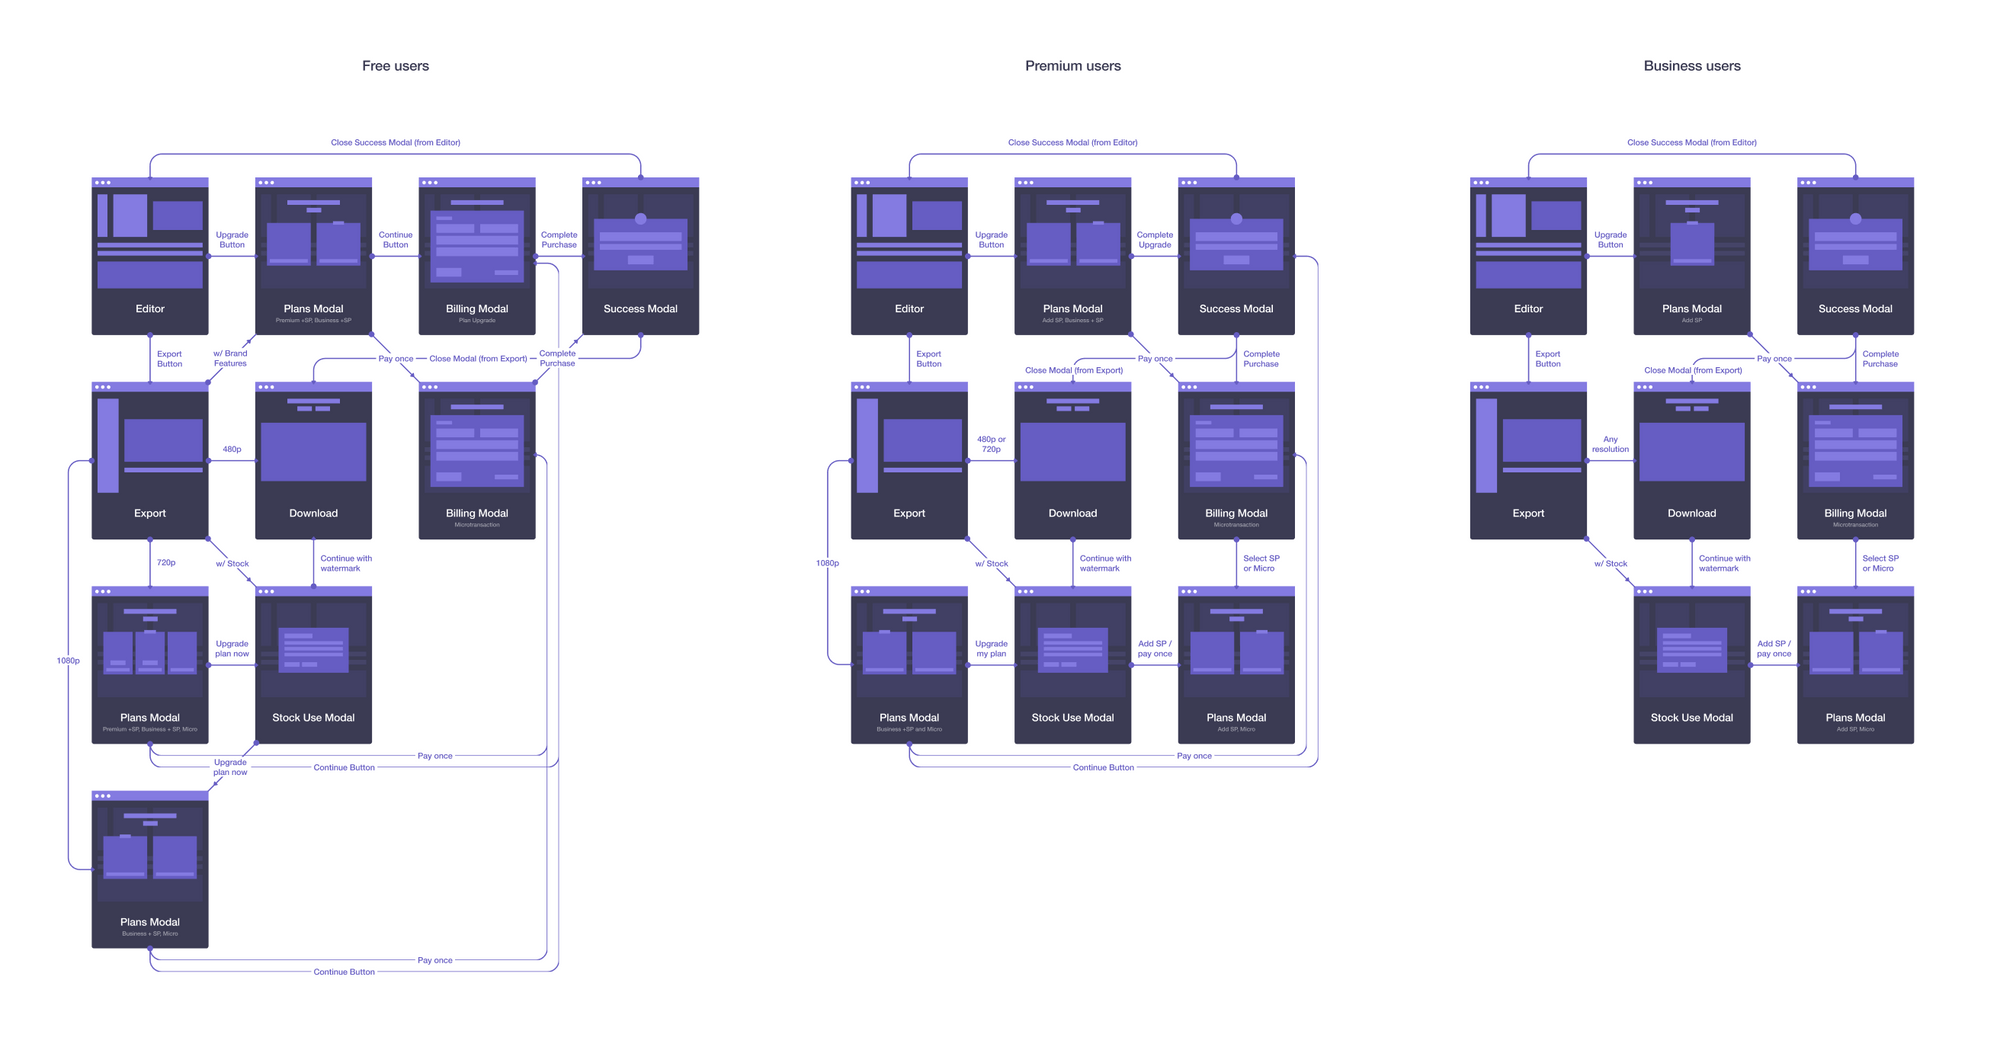 Free users
Close Success Modal (from Editor)
Upgrade
Button
Continue
Button
Complete
Purchase
Editor
Plans Modal
Premium +SP, Business +SP
Billing Modal
Plan Upgrade
Success Modal
Export
Button
w/ Brand
Features
Pay once
Close Modal (from Export)
Complete
Purchase
480p
Export
Download
Billing Modal
Microtransaction
720p
w/ Stock
Continue with
watermark
1080p
Upgrade
plan now
Plans Modal
Premium +SP, Business + SP, Micro
Stock Use Modal
Pay once
Continue Button
Upgrade
plan now
Plans Modal
Business + SP, Micro
Pay once
Continue Button
Premium users
Close Success Modal (from Editor)
Upgrade
Button
Complete
Upgrade
Editor
Plans Modal
Add SP, Business + SP
Success Modal
Export
Button
Pay once
Close Modal (from Export)
Complete
Purchase
480p or
720p
Export
Download
Billing Modal
Microtransaction
1080p
w/ Stock
Continue with
watermark
Select SP
or Micro
Upgrade
my plan
Add SP /
pay once
Plans Modal
Business +SP and Micro
Stock Use Modal
Plans Modal
Add SP, Micro
Pay once
Continue Button
Business users
Close Success Modal (from Editor)
Upgrade
Button
Editor
Plans Modal
Add SP
Success Modal
Export
Button
Pay once
Close Modal (from Export)
Complete
Purchase
Any
resolution
Export
Download
Billing Modal
Microtransaction
w/ Stock
Continue with
watermark
Select SP
or Micro
Add SP /
pay once
Stock Use Modal
Plans Modal
Add SP, Micro